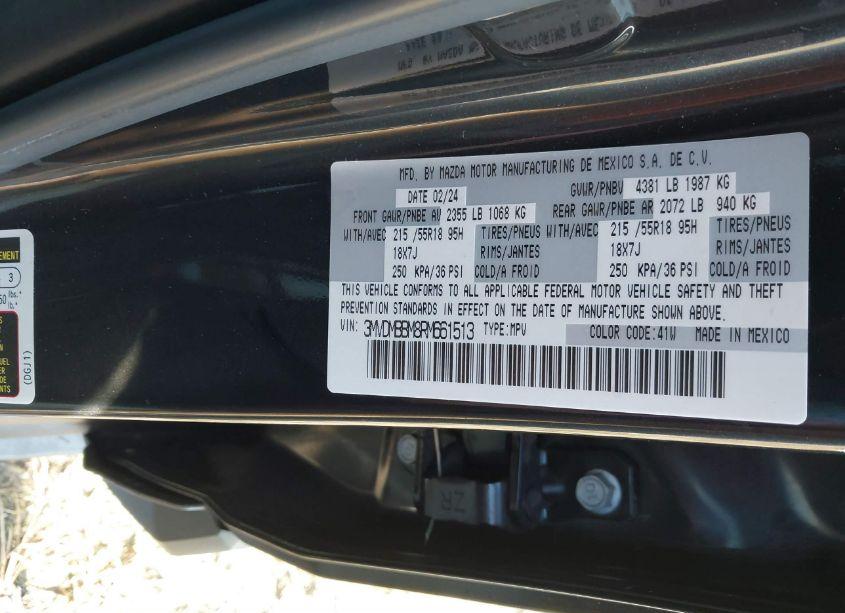 MFD. BY MAZDA MOTOR MANUFACTURING DE MEXICO S.A. DE C.V.
DATE 02/24 GVWR/PNBV 4381 LB 1987 KG
FRONT GAWR/PNBE AV 2355 LB 1068 KG REAR GAWR/PNBE AR 2072 LB 940 KG
WITH/AVEC 215 /55R18 95H TIRES/PNEUS WITH/AVEC 215 /55R18 95H TIRES/PNEUS
18X7J RIMS/JANTES 18X7J RIMS/JANTES
250 KPA/36 PSI COLD/A FROID 250 KPA/36 PSI COLD/A FROID
THIS VEHICLE CONFORMS TO ALL APPLICABLE FEDERAL MOTOR VEHICLE SAFETY AND THEFT
PREVENTION STANDARDS IN EFFECT ON THE DATE OF MANUFACTURE SHOWN ABOVE.
VIN: 3MVDMBBM8RM661513 TYPE:MPV COLOR CODE:41W MADE IN MEXICO
3
lbs.
(DGJ1)
ZR